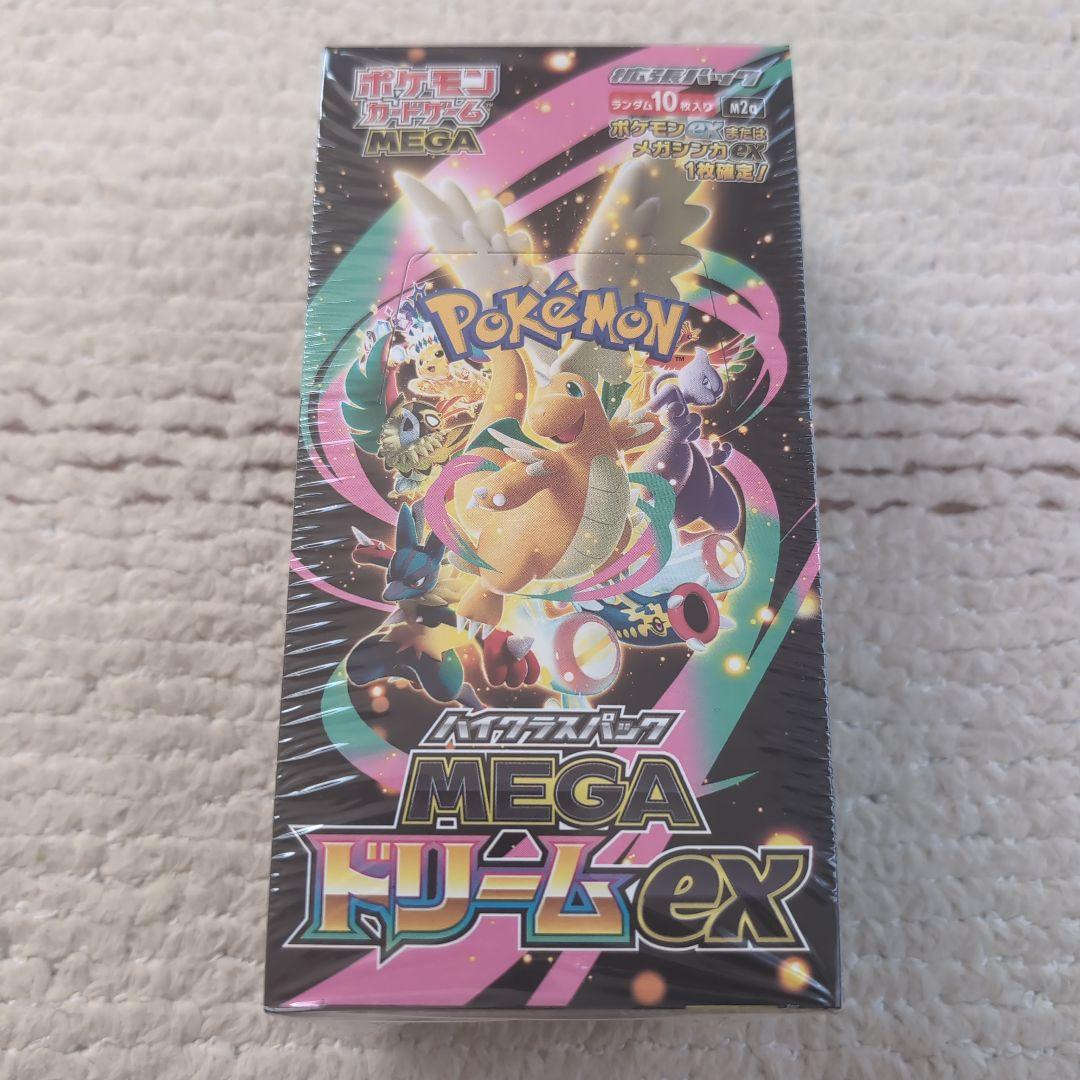 ポケモン
カードゲーム
MEGA
拡張パック
ランダム10枚入り M2a
ポケモンexまたは
メガシンカex
1枚確定!
POKéMON
TM
ハイクラスパック
MEGA
ドリームex